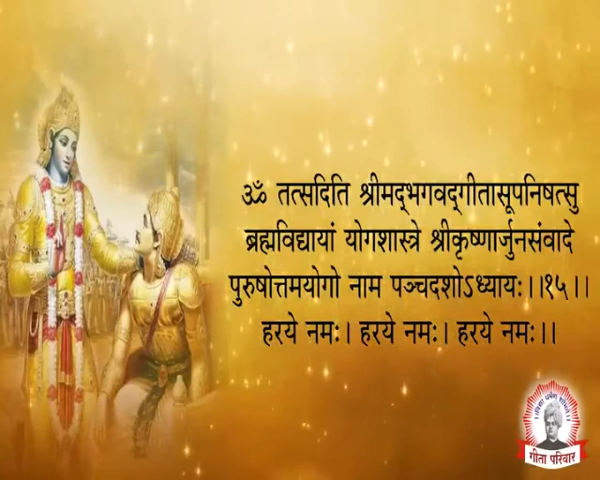 ॐ तत्सदिति श्रीमद्भगवद्गीतासूपनिषत्सु
ब्रह्मविद्यायां योगशास्त्रे श्रीकृष्णार्जुनसंवादे
पुरुषोत्तमयोगो नाम पञ्चदशोऽध्यायः।।१५।।
हरये नमः। हरये नमः। हरये नमः।।
गीता परिवार